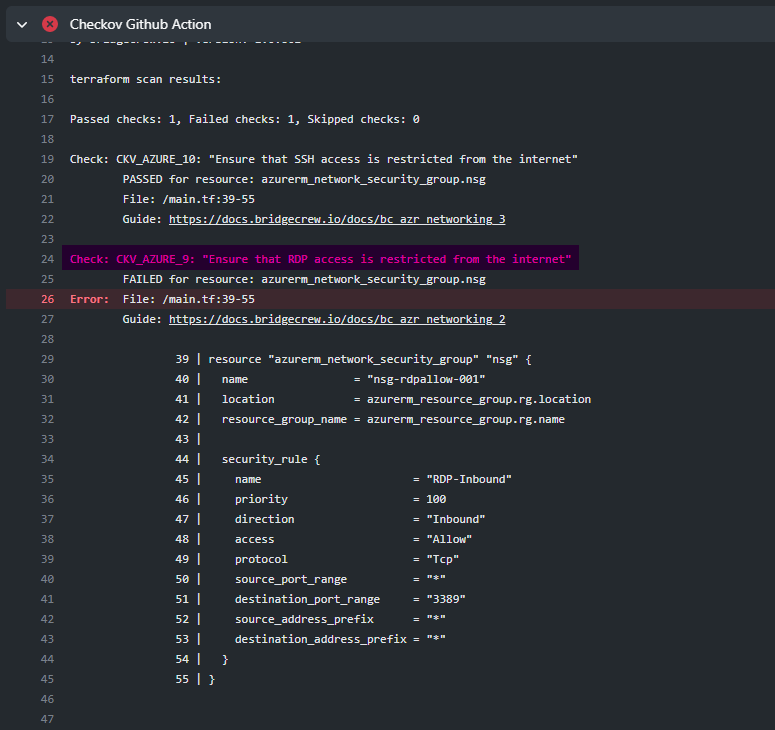 Checkov Github Action
14
15 terraform scan results:
16
17 Passed checks: 1, Failed checks: 1, Skipped checks: 0
18
19 Check: CKV_AZURE_10: "Ensure that SSH access is restricted from the internet"
20 PASSED for resource: azurerm_network_security_group.nsg
21 File: /main.tf:39-55
22 Guide: https://docs.bridgecrew.io/docs/bc_azr_networking_3
23
24 Check: CKV_AZURE_9: "Ensure that RDP access is restricted from the internet"
25 FAILED for resource: azurerm_network_security_group.nsg
26 Error: File: /main.tf:39-55
27 Guide: https://docs.bridgecrew.io/docs/bc_azr_networking_2
28
29 39 | resource "azurerm_network_security_group" "nsg" {
30 40 | name = "nsg-rdpallow-001"
31 41 | location = azurerm_resource_group.rg.location
32 42 | resource_group_name = azurerm_resource_group.rg.name
33 43 |
34 44 | security_rule {
35 45 | name = "RDP-Inbound"
36 46 | priority = 100
37 47 | direction = "Inbound"
38 48 | access = "Allow"
39 49 | protocol = "Tcp"
40 50 | source_port_range = "*"
41 51 | destination_port_range = "3389"
42 52 | source_address_prefix = "*"
43 53 | destination_address_prefix = "*"
44 54 | }
45 55 | }
46
47